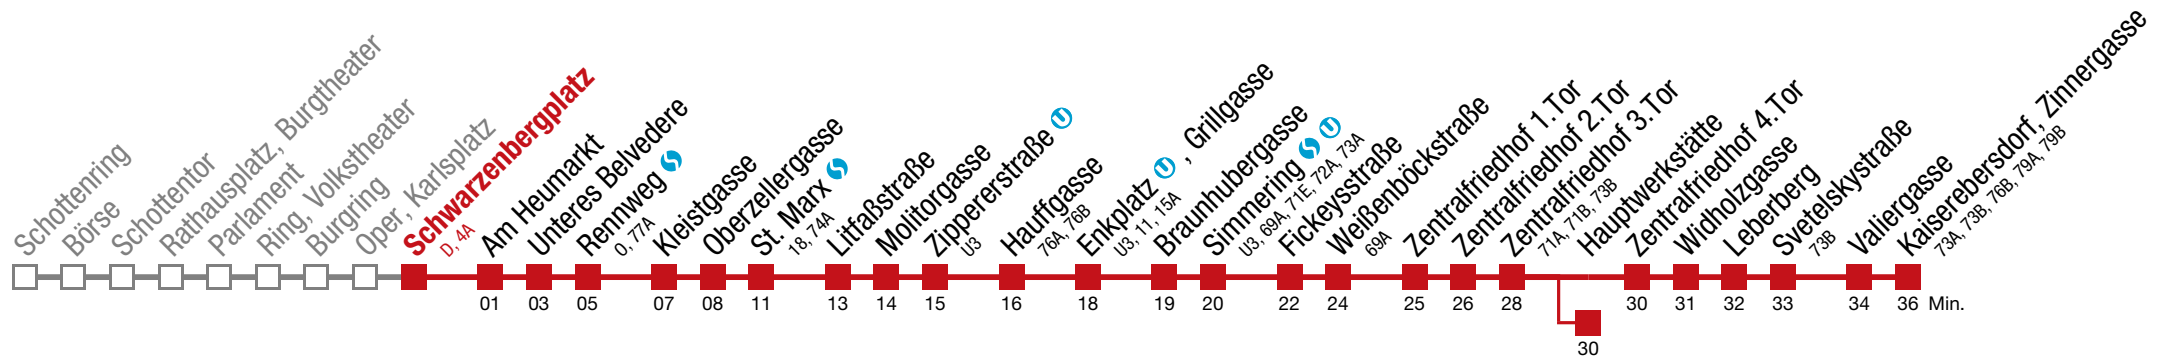 Schottenring
Börse
Schottentor
Rathausplatz, Burgtheater
Parlament
Ring, Volkstheater
Burgring
Oper, Karlsplatz
Schwarzenbergplatz
D, 4A
Am Heumarkt
Unteres Belvedere
Rennweg S
0, 77A
Kleistgasse
Oberzellergasse
St. Marx S
18, 74A
Litfaßstraße
Molitorgasse
Zippererstraße U
U3
Hauffgasse
76A, 76B
Enkplatz U , Grillgasse
U3, 11, 15A
Braunhubergasse
Simmering S U
U3, 69A, 71E, 72A, 73A
Fickeysstraße
Weißenböckstraße
69A
Zentralfriedhof 1.Tor
Zentralfriedhof 2.Tor
Zentralfriedhof 3.Tor
71A, 71B, 73B
Hauptwerkstätte
Zentralfriedhof 4.Tor
Widholzgasse
Leberberg
Svetelskystraße
73B
Valiergasse
Kaiserebersdorf, Zinnergasse
73A, 73B, 76B, 79A, 79B
01 03 05 07 08 11 13 14 15 16 18 19 20 22 24 25 26 28 30 31 32 33 34 36 Min.
30